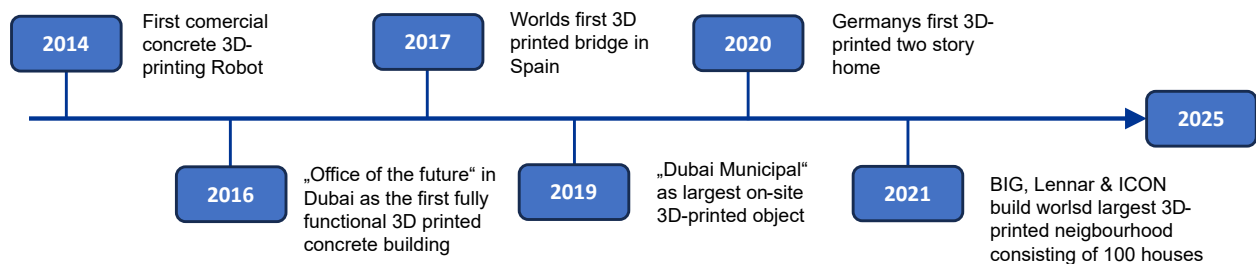 2014
First comercial
concrete 3D-
printing Robot
2017
Worlds first 3D
printed bridge in
Spain
2020
Germanys first 3D-
printed two story
home
2025
2016
„Office of the future“ in
Dubai as the first fully
functional 3D printed
concrete building
2019
„Dubai Municipal“
as largest on-site
3D-printed object
2021
BIG, Lennar & ICON
build worlsd largest 3D-
printed neigbourhood
consisting of 100 houses